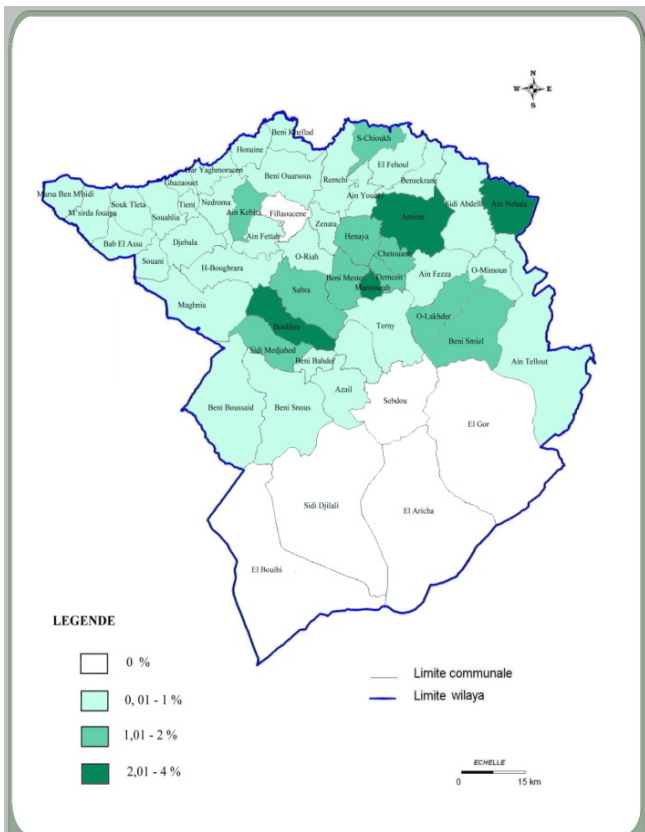 N
W E
S
Beni Khellad
S-Chioukh
Honaine
El Fehoul
Dar Yaghmoracen
Beni Ouarsous
Remchi
Bensekrane
Ghazaouet
Marsa Ben M'hidi
Souk Tleta
Tient
Nedroma
Ain Youcef
Sidi Abdelli
Ain Nehala
M'sirda fouaga
Souahlia
Ain Kebira
Fillaoucene
Amieur
Zenata
Bab El Assa
Djebala
Ain Fettah
Henaya
Chetouane
Souani
H-Boughrara
O-Riah
Beni Mester
Tlemcen
Ain Fezza
O-Mimoun
Maghnia
Sabra
Mansourah
Bouhlou
Terny
O-Lakhder
Sidi Medjahed
Beni Bahdel
Beni Smiel
Ain Tellout
Beni Boussaid
Beni Snous
Azail
Sebdou
El Gor
Sidi Djilali
El Aricha
El Bouihi
LEGENDE
0 %
0, 01 - 1 %
1,01 - 2 %
2,01 - 4 %
Limite communale
Limite wilaya
ECHELLE
0 15 km